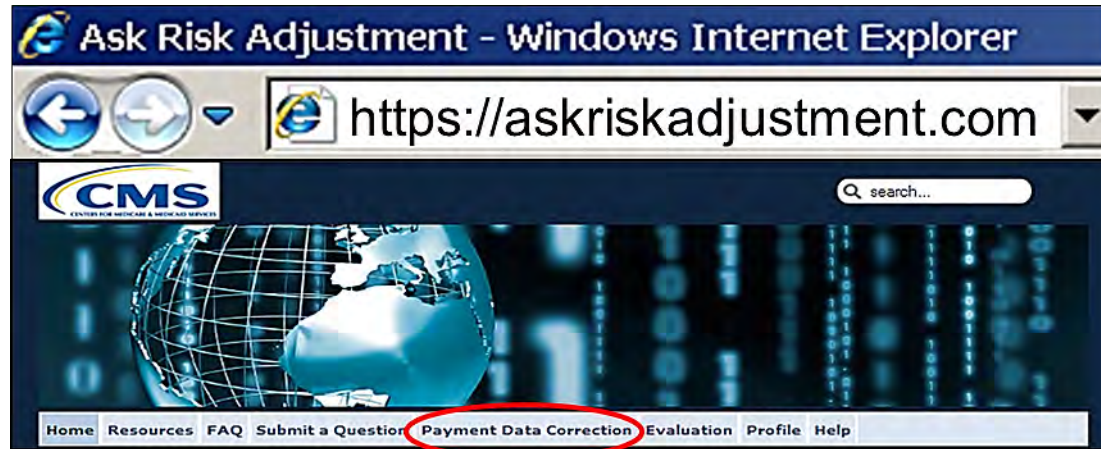 Ask Risk Adjustment - Windows Internet Explorer
https://askriskadjustment.com
CMS
CENTERS FOR MEDICARE & MEDICAID SERVICES
search...
Home Resources FAQ Submit a Question Payment Data Correction Evaluation Profile Help